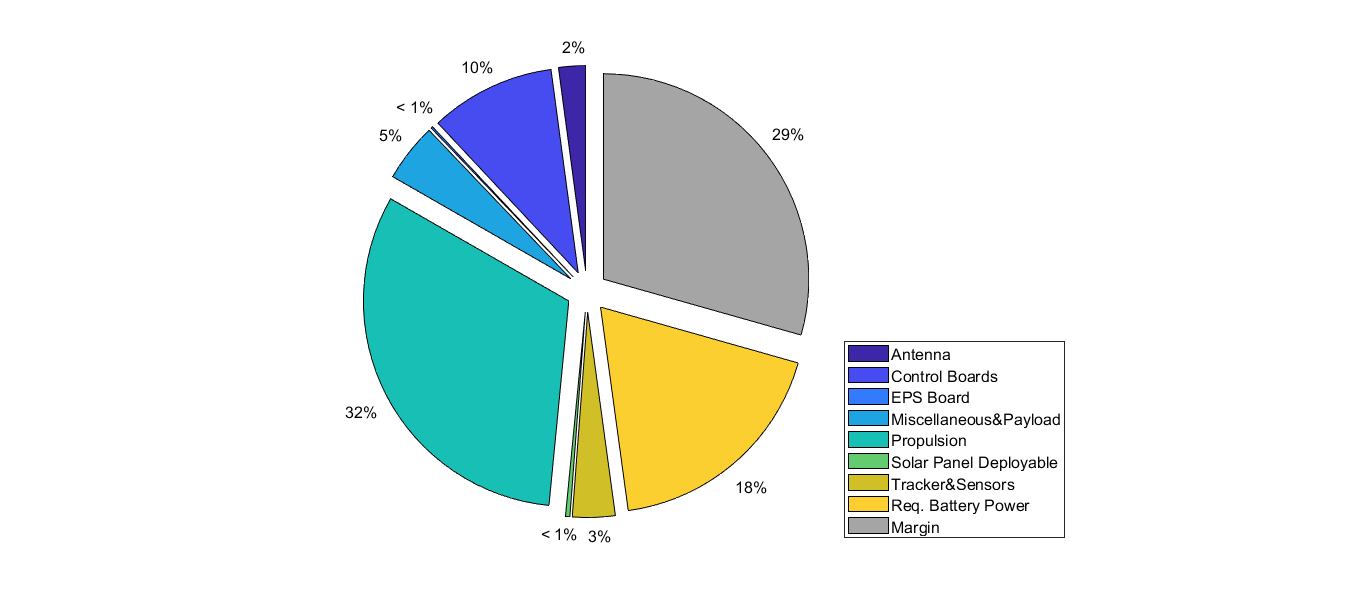 2%
10%
< 1%
5%
29%
32%
18%
< 1%
3%
Antenna
Control Boards
EPS Board
Miscellaneous&Payload
Propulsion
Solar Panel Deployable
Tracker&Sensors
Req. Battery Power
Margin